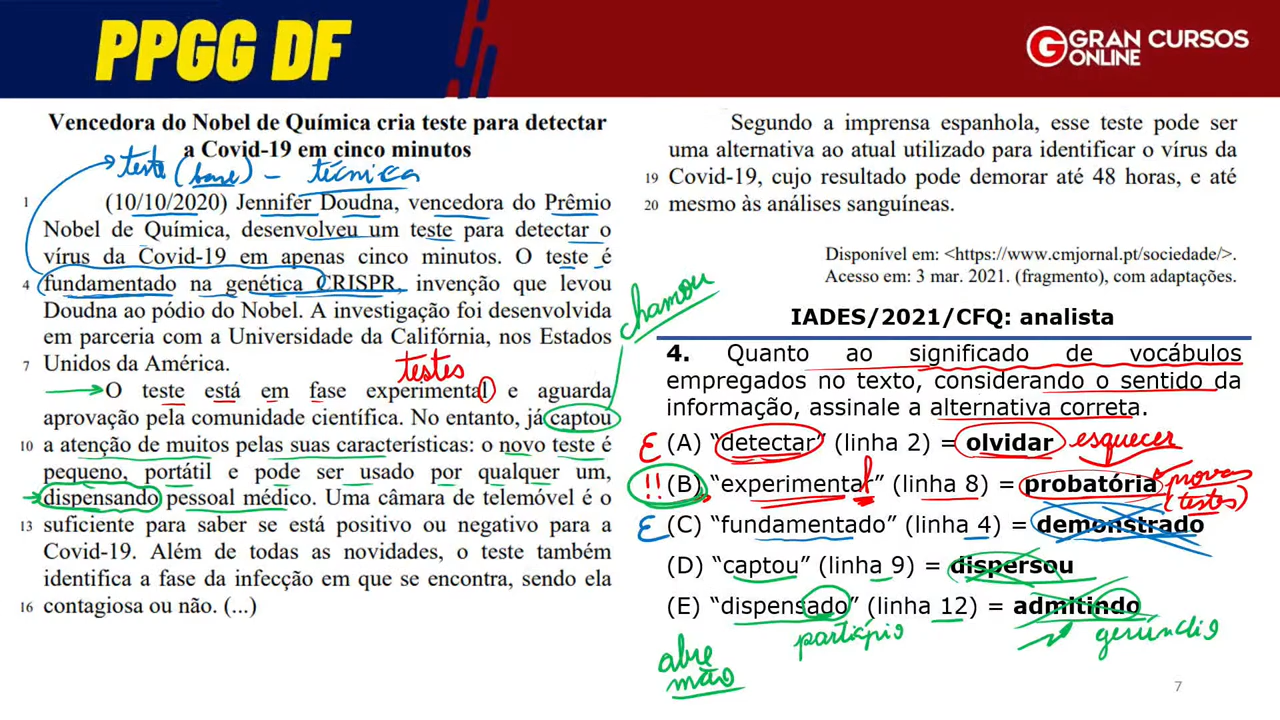 PPGG DF
GRAN CURSOS
ONLINE
Vencedora do Nobel de Química cria teste para detectar
a Covid-19 em cinco minutos
teste (base) - técnica
1 (10/10/2020) Jennifer Doudna, vencedora do Prêmio
Nobel de Química, desenvolveu um teste para detectar o
vírus da Covid-19 em apenas cinco minutos. O teste é
4 fundamentado na genética CRISPR, invenção que levou
Doudna ao pódio do Nobel. A investigação foi desenvolvida
em parceria com a Universidade da Califórnia, nos Estados
7 Unidos da América.
testes
O teste está em fase experimental e aguarda
aprovação pela comunidade científica. No entanto, já captou
chamou
10 a atenção de muitos pelas suas características: o novo teste é
pequeno, portátil e pode ser usado por qualquer um,
dispensando pessoal médico. Uma câmara de telemóvel é o
13 suficiente para saber se está positivo ou negativo para a
Covid-19. Além de todas as novidades, o teste também
identifica a fase da infecção em que se encontra, sendo ela
16 contagiosa ou não. (...)
Segundo a imprensa espanhola, esse teste pode ser
uma alternativa ao atual utilizado para identificar o vírus da
19 Covid-19, cujo resultado pode demorar até 48 horas, e até
20 mesmo às análises sanguíneas.
Disponível em: <https://www.cmjornal.pt/sociedade/>.
Acesso em: 3 mar. 2021. (fragmento), com adaptações.
IADES/2021/CFQ: analista
4. Quanto ao significado de vocábulos
empregados no texto, considerando o sentido da
informação, assinale a alternativa correta.
E (A) “detectar” (linha 2) = olvidar esquecer
!! (B) “experimental” (linha 8) = probatória provas
(testes)
E (C) “fundamentado” (linha 4) = demonstrado
(D) “captou” (linha 9) = dispersou
(E) “dispensado” (linha 12) = admitindo
particípio gerúndio
abre
mão
7